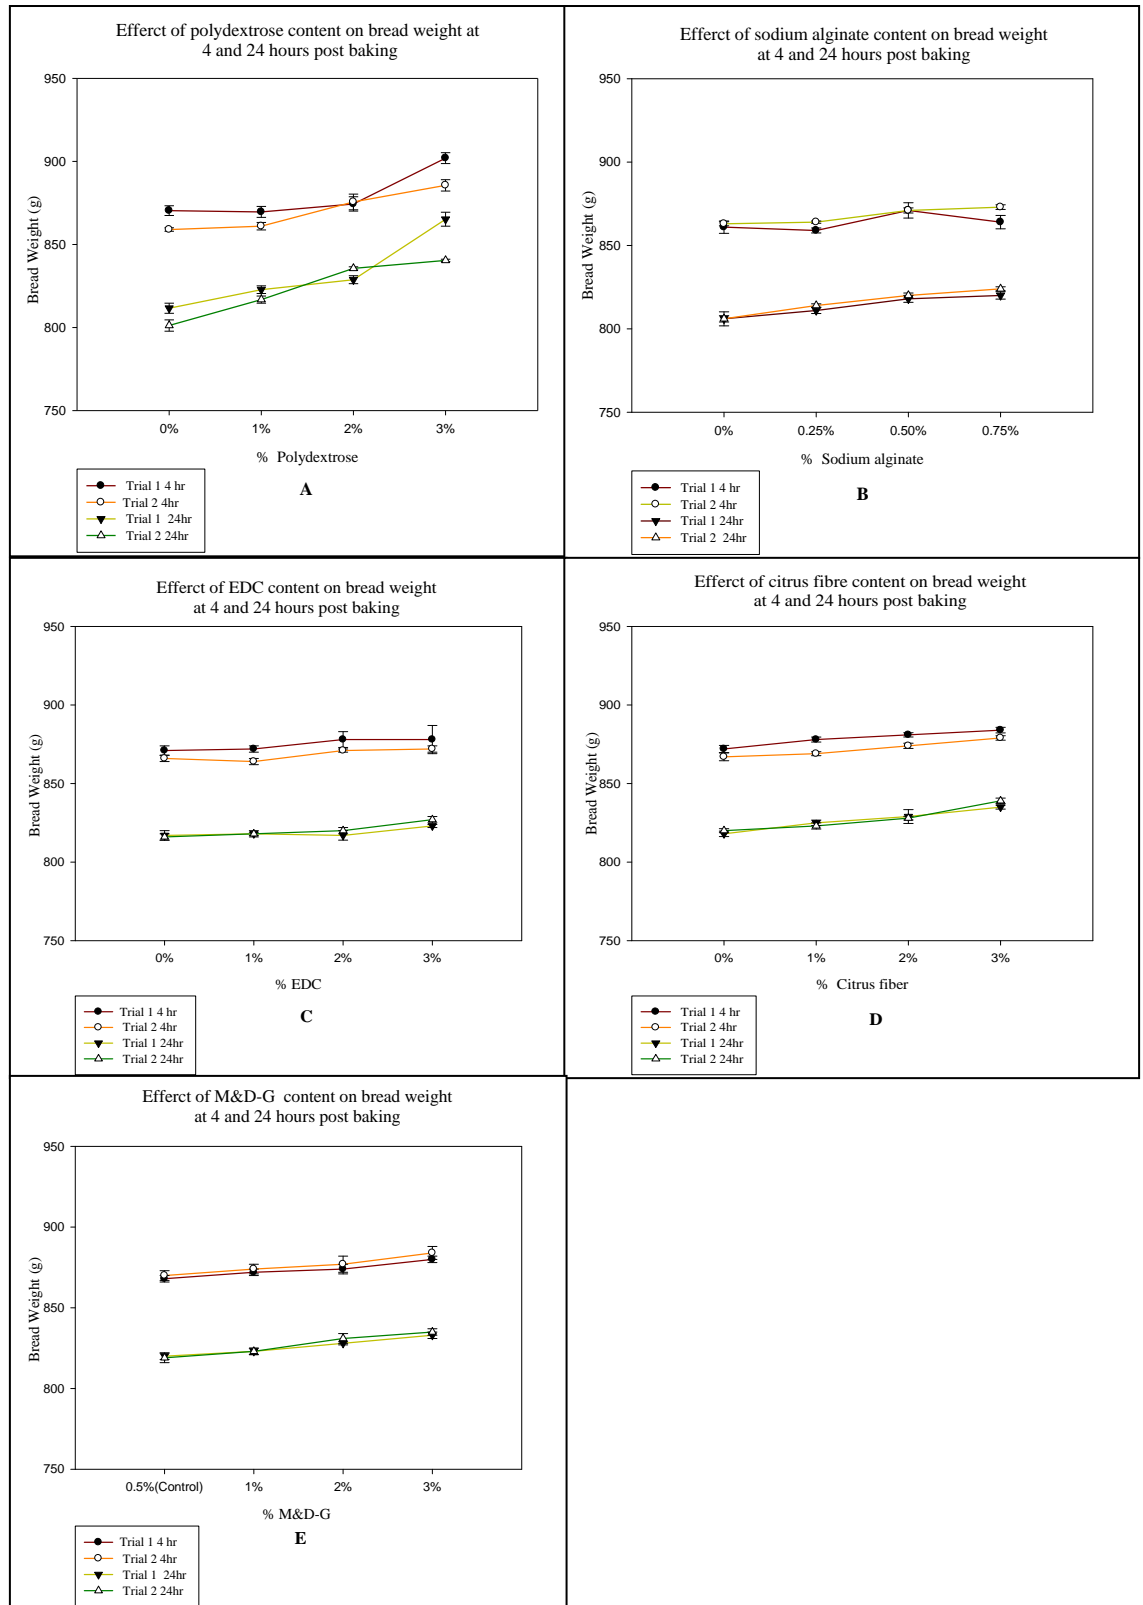 Efferct of polydextrose content on bread weight at
4 and 24 hours post baking
950
900
850
800
750
Bread Weight (g)
0% 1% 2% 3%
% Polydextrose
A
Trial 1 4 hr
Trial 2 4hr
Trial 1 24hr
Trial 2 24hr
Efferct of sodium alginate content on bread weight
at 4 and 24 hours post baking
950
900
850
800
750
Bread Weight (g)
0% 0.25% 0.50% 0.75%
% Sodium alginate
B
Trial 1 4 hr
Trial 2 4hr
Trial 1 24hr
Trial 2 24hr
Efferct of EDC content on bread weight
at 4 and 24 hours post baking
950
900
850
800
750
Bread Weight (g)
0% 1% 2% 3%
% EDC
C
Trial 1 4 hr
Trial 2 4hr
Trial 1 24hr
Trial 2 24hr
Efferct of citrus fibre content on bread weight
at 4 and 24 hours post baking
950
900
850
800
750
Bread Weight (g)
0% 1% 2% 3%
% Citrus fiber
D
Trial 1 4 hr
Trial 2 4hr
Trial 1 24hr
Trial 2 24hr
Efferct of M&D-G content on bread weight
at 4 and 24 hours post baking
950
900
850
800
750
Bread Weight (g)
0.5%(Control) 1% 2% 3%
% M&D-G
E
Trial 1 4 hr
Trial 2 4hr
Trial 1 24hr
Trial 2 24hr